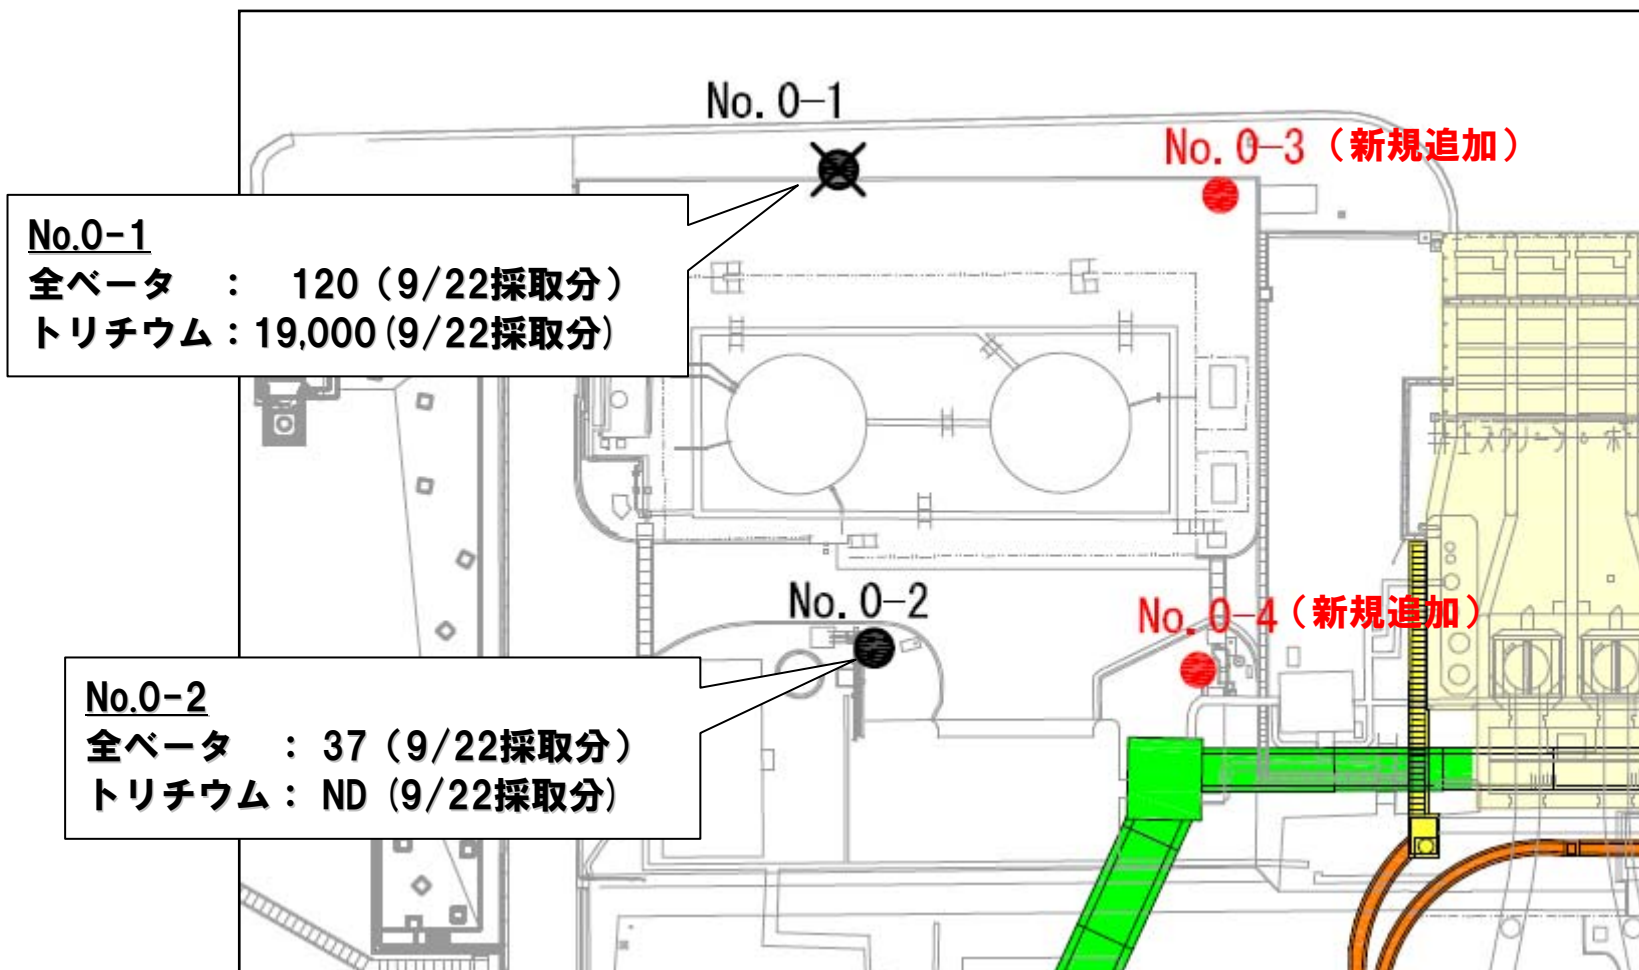 No. 0-1
No. 0-3（新規追加）
No.0-1
全ベータ ： 120（9/22採取分）
トリチウム：19,000(9/22採取分)
No. 0-2
No. 0-4（新規追加）
No.0-2
全ベータ ： 37（9/22採取分）
トリチウム： ND (9/22採取分)